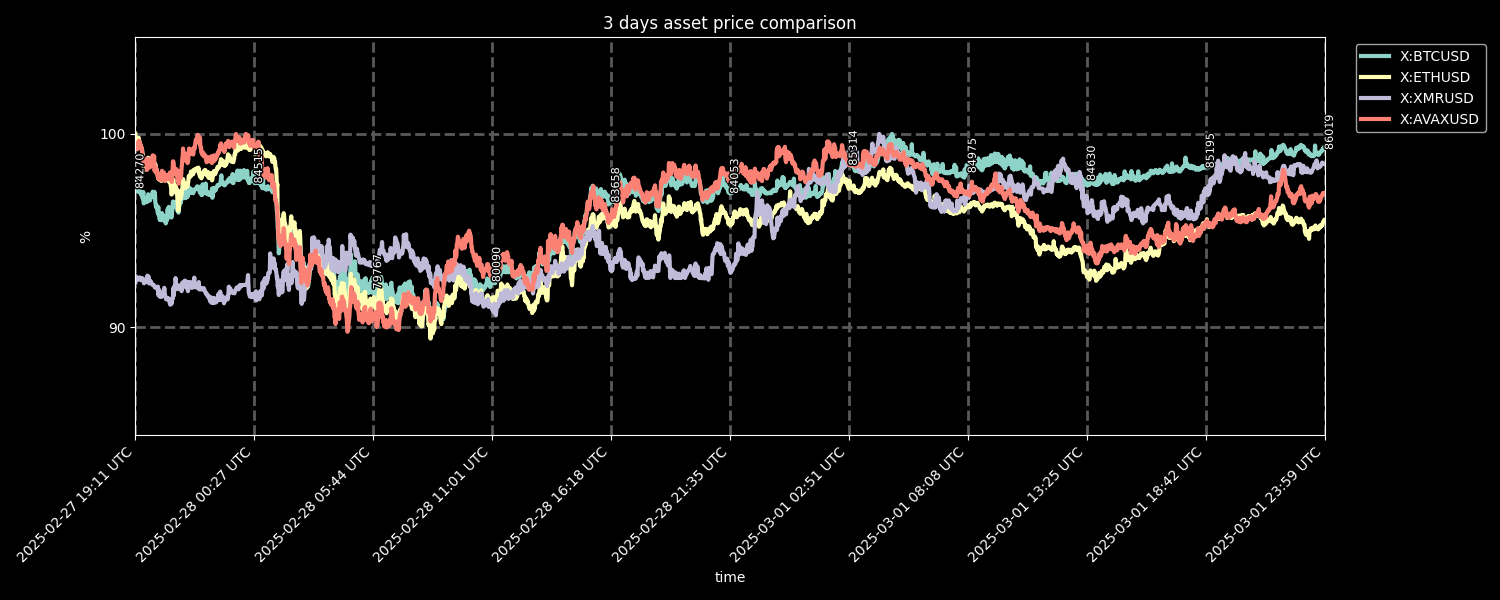 3 days asset price comparison
X:BTCUSD
X:ETHUSD
X:XMRUSD
X:AVAXUSD
%
100
90
84270
84515
79767
80090
83658
84053
85314
84975
84630
85195
86019
2025-02-27 19:11 UTC
2025-02-28 00:27 UTC
2025-02-28 05:44 UTC
2025-02-28 11:01 UTC
2025-02-28 16:18 UTC
2025-02-28 21:35 UTC
2025-03-01 02:51 UTC
2025-03-01 08:08 UTC
2025-03-01 13:25 UTC
2025-03-01 18:42 UTC
2025-03-01 23:59 UTC
time